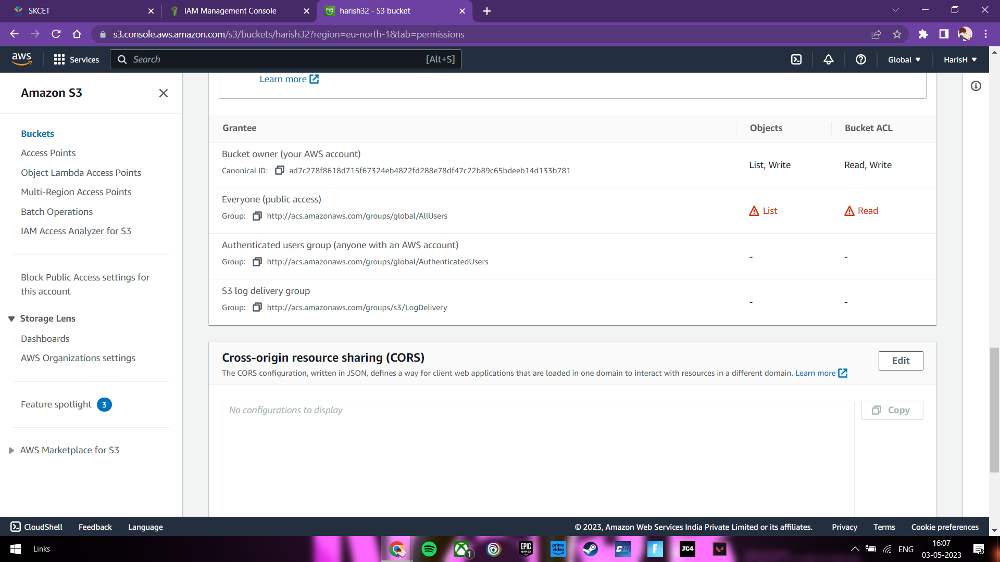 SKCET
IAM Management Console
harish32 - S3 bucket
s3.console.aws.amazon.com/s3/buckets/harish32?region=eu-north-1&tab=permissions
aws
Services
Search
[Alt+S]
Global
HarisH
Amazon S3
Buckets
Access Points
Object Lambda Access Points
Multi-Region Access Points
Batch Operations
IAM Access Analyzer for S3
Block Public Access settings for
this account
Storage Lens
Dashboards
AWS Organizations settings
Feature spotlight 3
AWS Marketplace for S3
Learn more
Grantee Objects Bucket ACL
Bucket owner (your AWS account)
Canonical ID: ad7c278f8618d715f67324eb4822fd288e78df47c22b89c65bdeeb14d133b781
List, Write Read, Write
Everyone (public access)
Group: http://acs.amazonaws.com/groups/global/AllUsers
List Read
Authenticated users group (anyone with an AWS account)
Group: http://acs.amazonaws.com/groups/global/AuthenticatedUsers
- -
S3 log delivery group
Group: http://acs.amazonaws.com/groups/s3/LogDelivery
- -
Cross-origin resource sharing (CORS)
Edit
The CORS configuration, written in JSON, defines a way for client web applications that are loaded in one domain to interact with resources in a different domain. Learn more
No configurations to display
Copy
CloudShell Feedback Language
© 2023, Amazon Web Services India Private Limited or its affiliates. Privacy Terms Cookie preferences
Links
1
EPIC
GAMES
prime
video
C19
F
JC4
ENG
16:07
03-05-2023